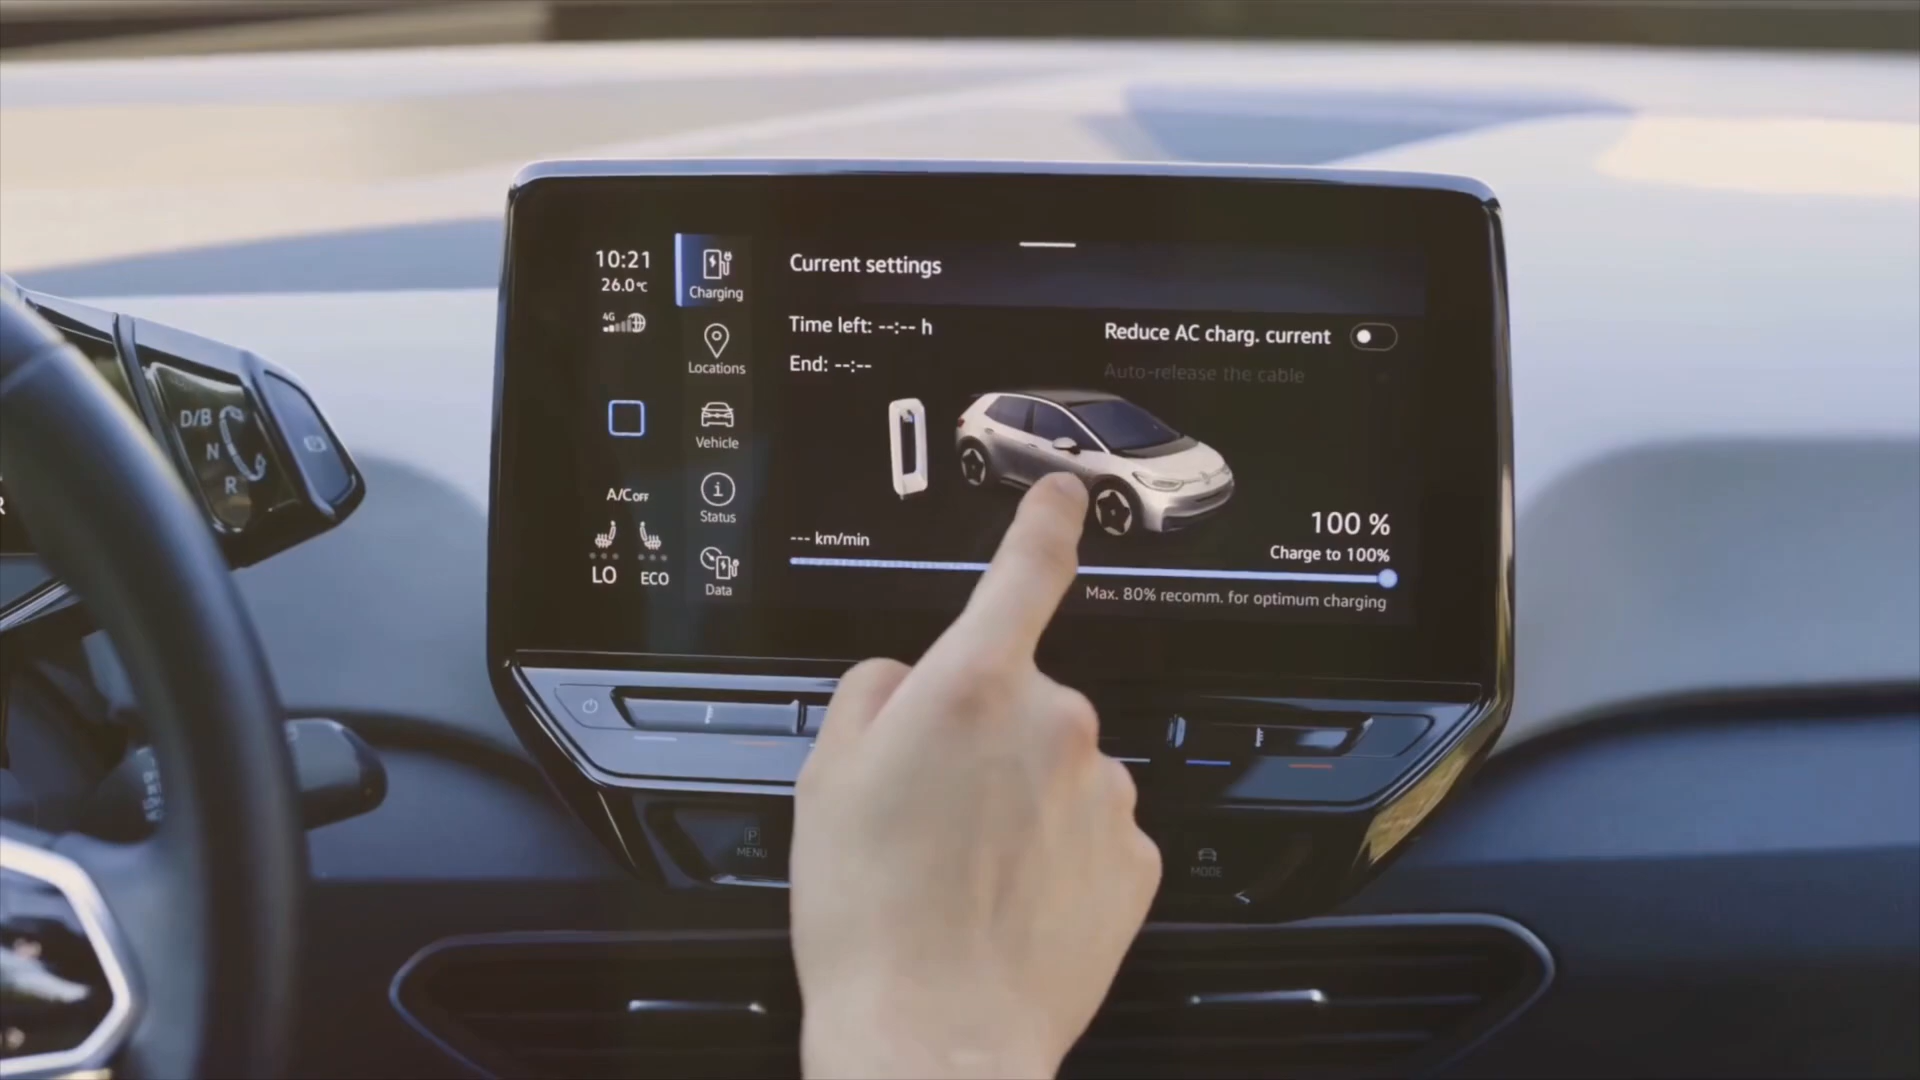 10:21
26.0°C
4G
A/C OFF
LO
ECO
Charging
Locations
Vehicle
Status
Data
Current settings
Time left: --:-- h
End: --:--
Reduce AC charg. current
Auto-release the cable
--- km/min
100 %
Charge to 100%
Max. 80% recomm. for optimum charging
D/B
N
R
P
MENU
MODE